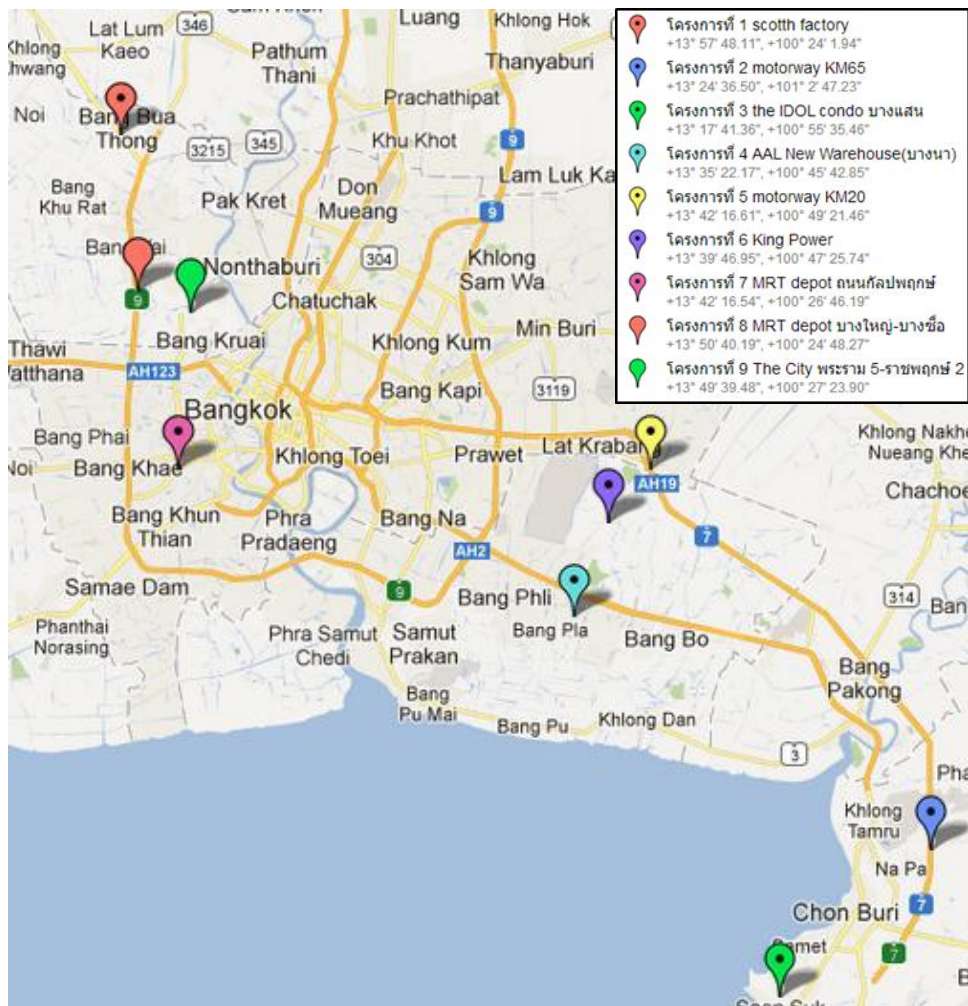 โครงการที่ 1 scotth factory
+13° 57' 48.11", +100° 24' 1.94"
โครงการที่ 2 motorway KM65
+13° 24' 36.50", +101° 2' 47.23"
โครงการที่ 3 the IDOL condo บางแสน
+13° 17' 41.36", +100° 55' 35.46"
โครงการที่ 4 AAL New Warehouse(บางนา)
+13° 35' 22.17", +100° 45' 42.85"
โครงการที่ 5 motorway KM20
+13° 42' 16.61", +100° 49' 21.46"
โครงการที่ 6 King Power
+13° 39' 46.95", +100° 47' 25.74"
โครงการที่ 7 MRT depot ถนนกัลปพฤกษ์
+13° 42' 16.54", +100° 26' 46.19"
โครงการที่ 8 MRT depot บางใหญ่-บางซื่อ
+13° 50' 40.19", +100° 24' 48.27"
โครงการที่ 9 The City พระราม 5-ราชพฤกษ์ 2
+13° 49' 39.48", +100° 27' 23.90"
Luang
Khlong Hok
346
Lat Lum
Kaeo
Pathum
Thani
Thanyaburi
Prachathipat
Noi
Bang Bua
Thong
3215
345
Khu Khot
9
Lam Luk Ka
Bang
Khu Rat
Pak Kret
Don
Mueang
9
304
Khlong
Sam Wa
Nonthaburi
9
Chatuchak
Bang Kruai
Khlong Kum
Min Buri
Thawi
Watthana
AH123
Bang Kapi
3119
Bangkok
Bang Phai
Noi
Bang Khae
Khlong Toei
Prawet
Lat Krabang
AH19
Khlong Nakh
Nueang Khe
Chachoe
Bang Khun
Thian
Phra
Pradaeng
Bang Na
AH2
7
Samae Dam
9
Bang Phli
Bang Pla
314
Ban
Phanthai
Norasing
Phra Samut
Chedi
Samut
Prakan
Bang Bo
Bang
Pakong
Bang
Pu Mai
Bang Pu
Khlong Dan
3
Pha
Khlong
Tamru
Na Pa
Chon Buri
7
7
Samet